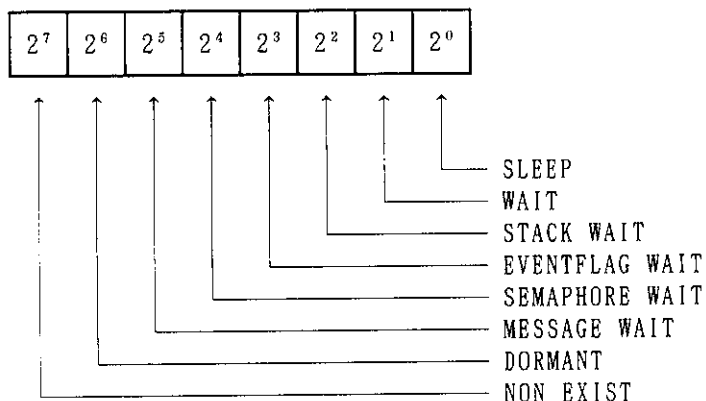 2⁷ 2⁶ 2⁵ 2⁴ 2³ 2² 2¹ 2⁰
SLEEP
WAIT
STACK WAIT
EVENTFLAG WAIT
SEMAPHORE WAIT
MESSAGE WAIT
DORMANT
NON EXIST